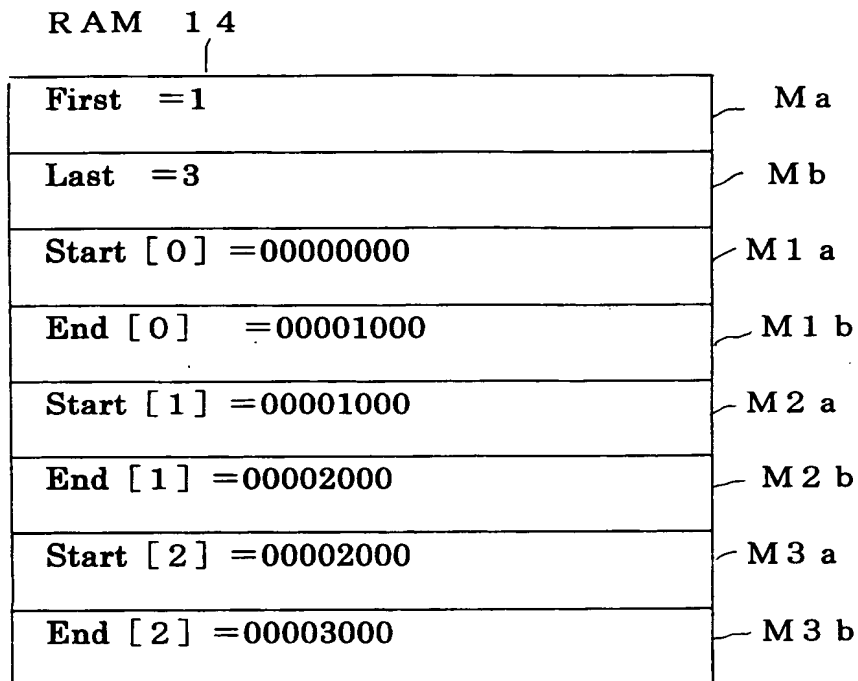 RAM 14
First =1 Ma
Last =3 Mb
Start [0] =00000000 M1a
End [0] =00001000 M1b
Start [1] =00001000 M2a
End [1] =00002000 M2b
Start [2] =00002000 M3a
End [2] =00003000 M3b